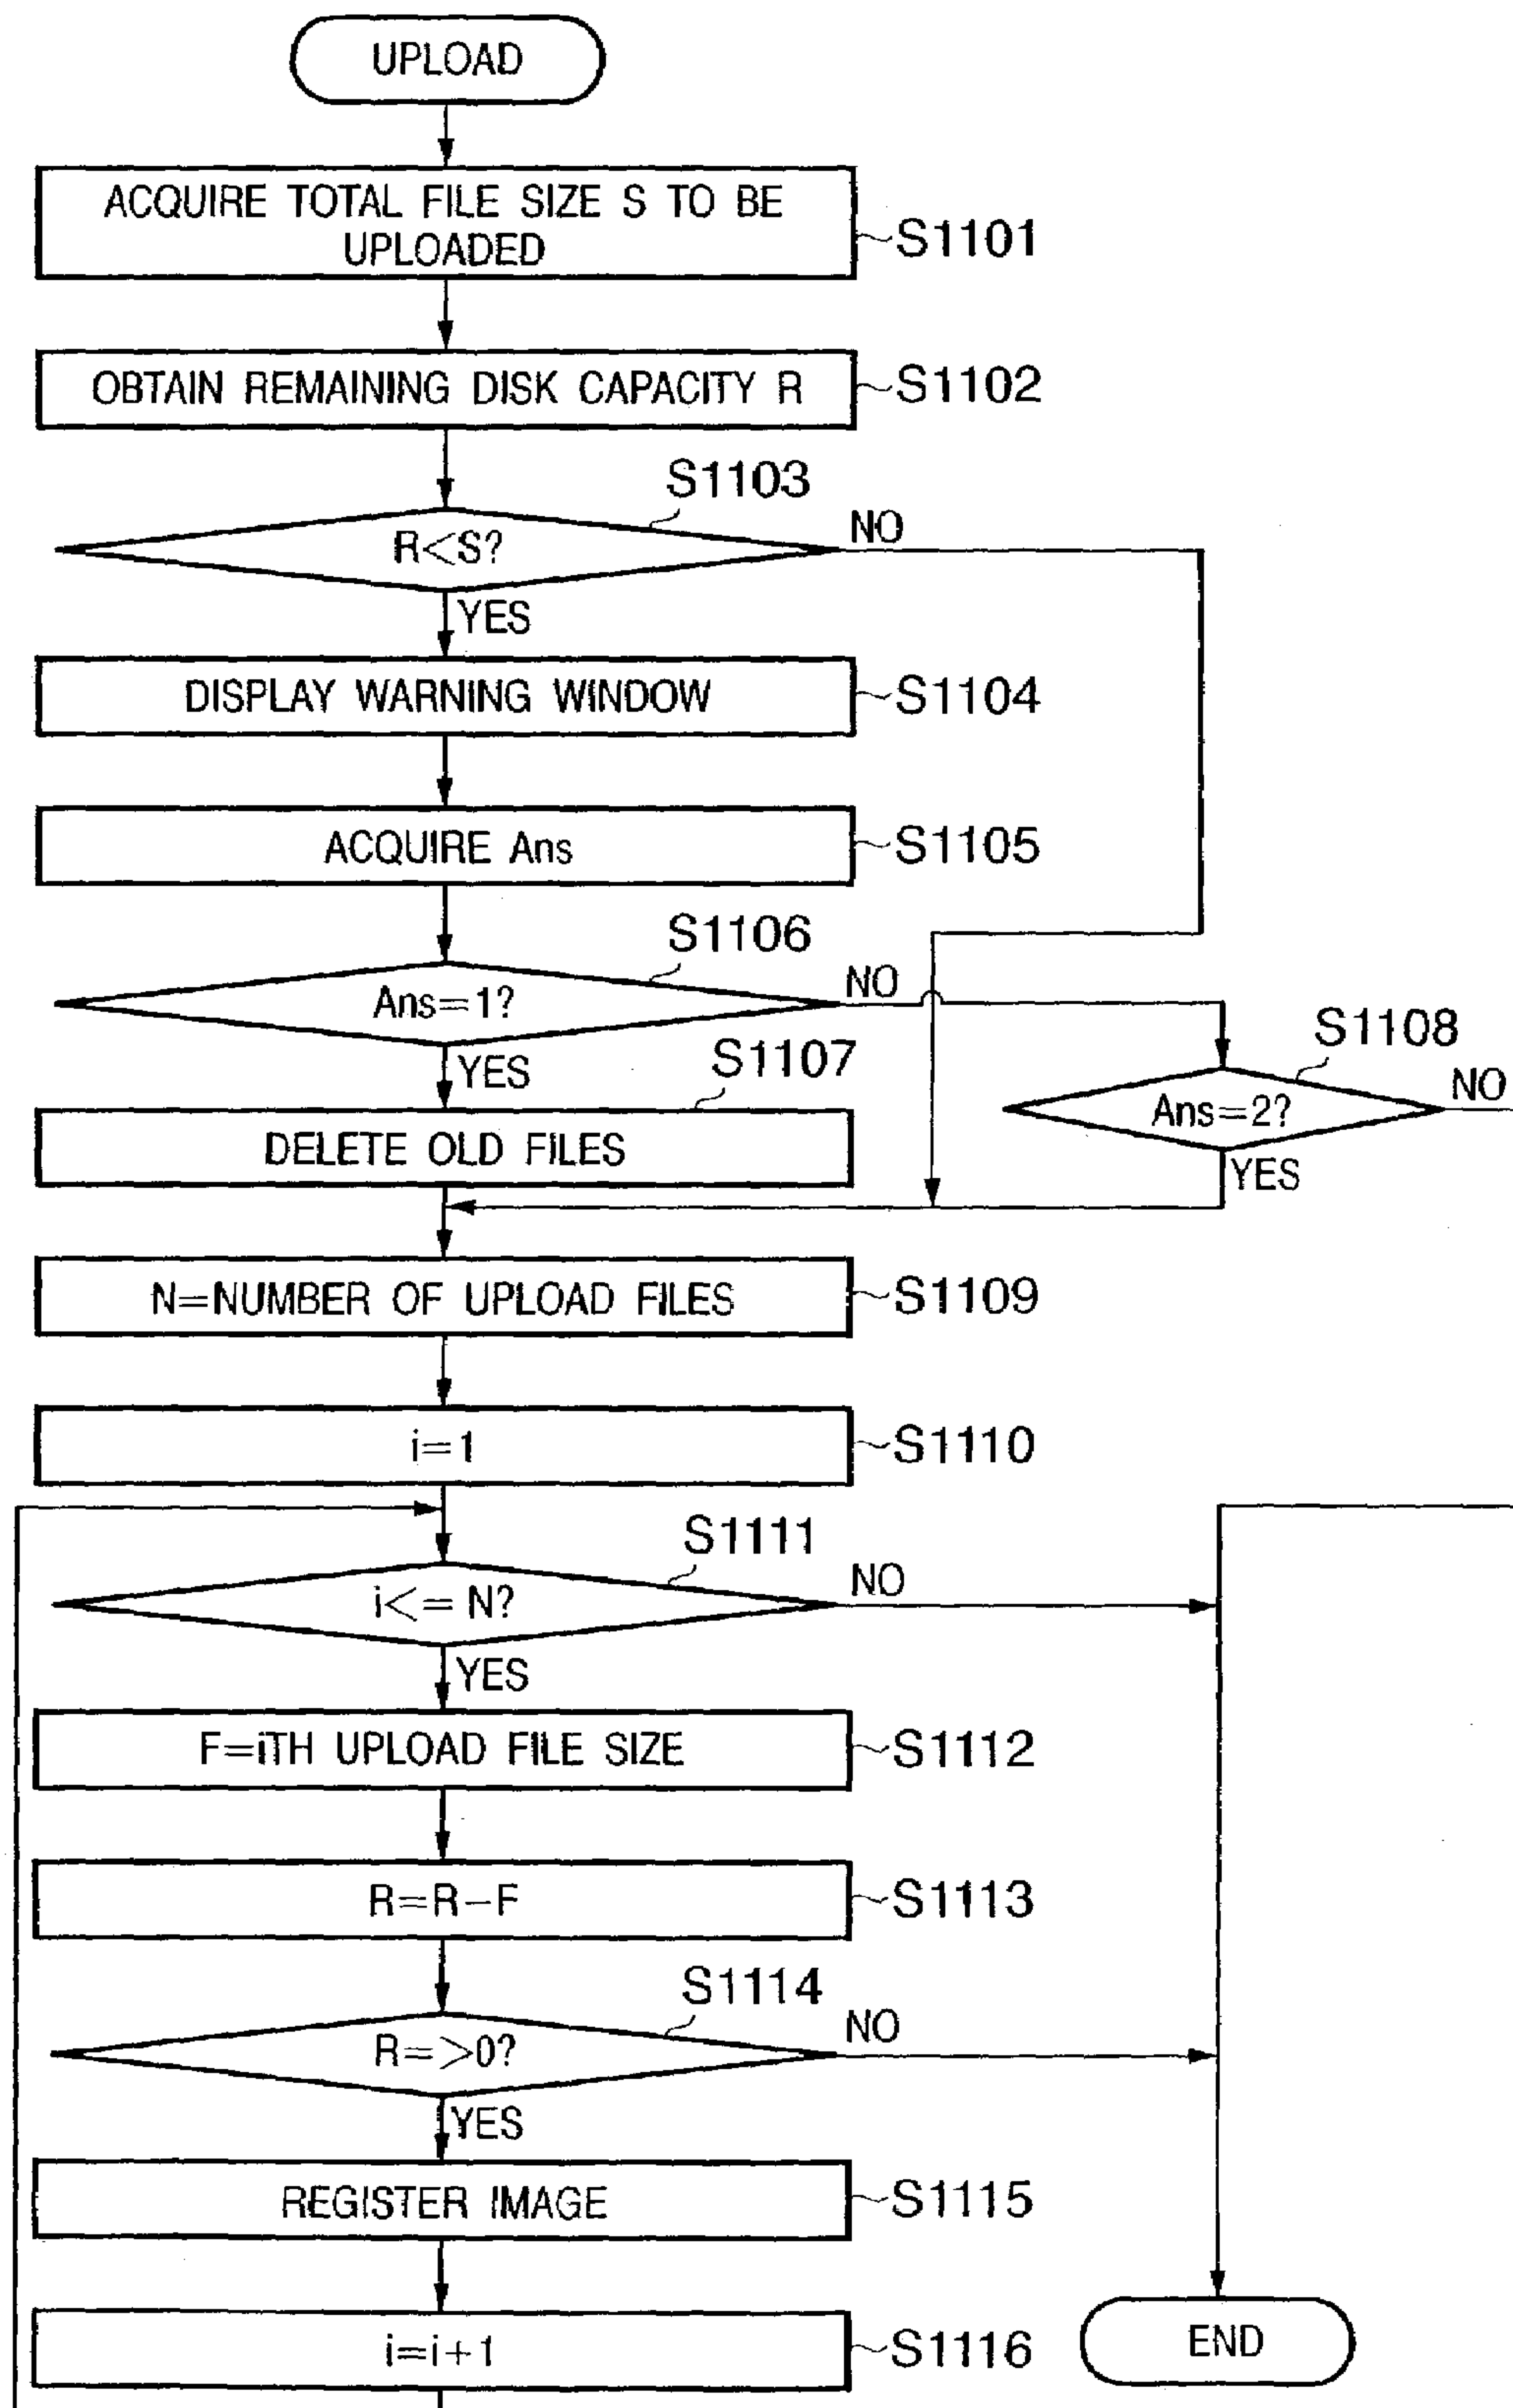 UPLOAD
ACQUIRE TOTAL FILE SIZE S TO BE
UPLOADED
S1101
OBTAIN REMAINING DISK CAPACITY R
S1102
S1103
R<S?
NO
YES
DISPLAY WARNING WINDOW
S1104
ACQUIRE Ans
S1105
S1106
Ans=1?
NO
YES
S1107
DELETE OLD FILES
S1108
Ans=2?
NO
YES
N=NUMBER OF UPLOAD FILES
S1109
i=1
S1110
S1111
i<=N?
NO
YES
F=iTH UPLOAD FILE SIZE
S1112
R=R-F
S1113
S1114
R=>0?
NO
YES
REGISTER IMAGE
S1115
i=i+1
S1116
END